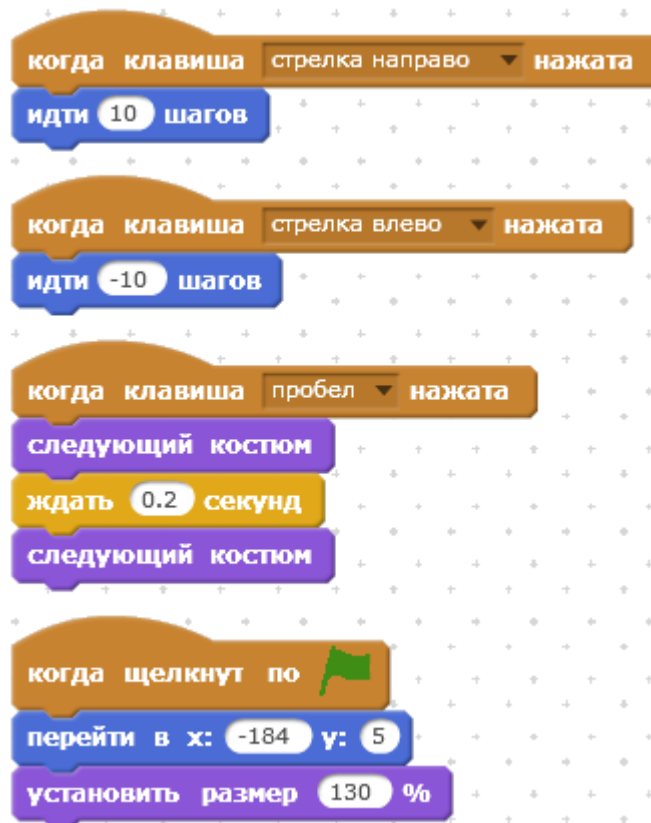 когда клавиша стрелка направо нажата
идти 10 шагов
когда клавиша стрелка влево нажата
идти -10 шагов
когда клавиша пробел нажата
следующий костюм
ждать 0.2 секунд
следующий костюм
когда щелкнут по
перейти в x: -184 y: 5
установить размер 130 %